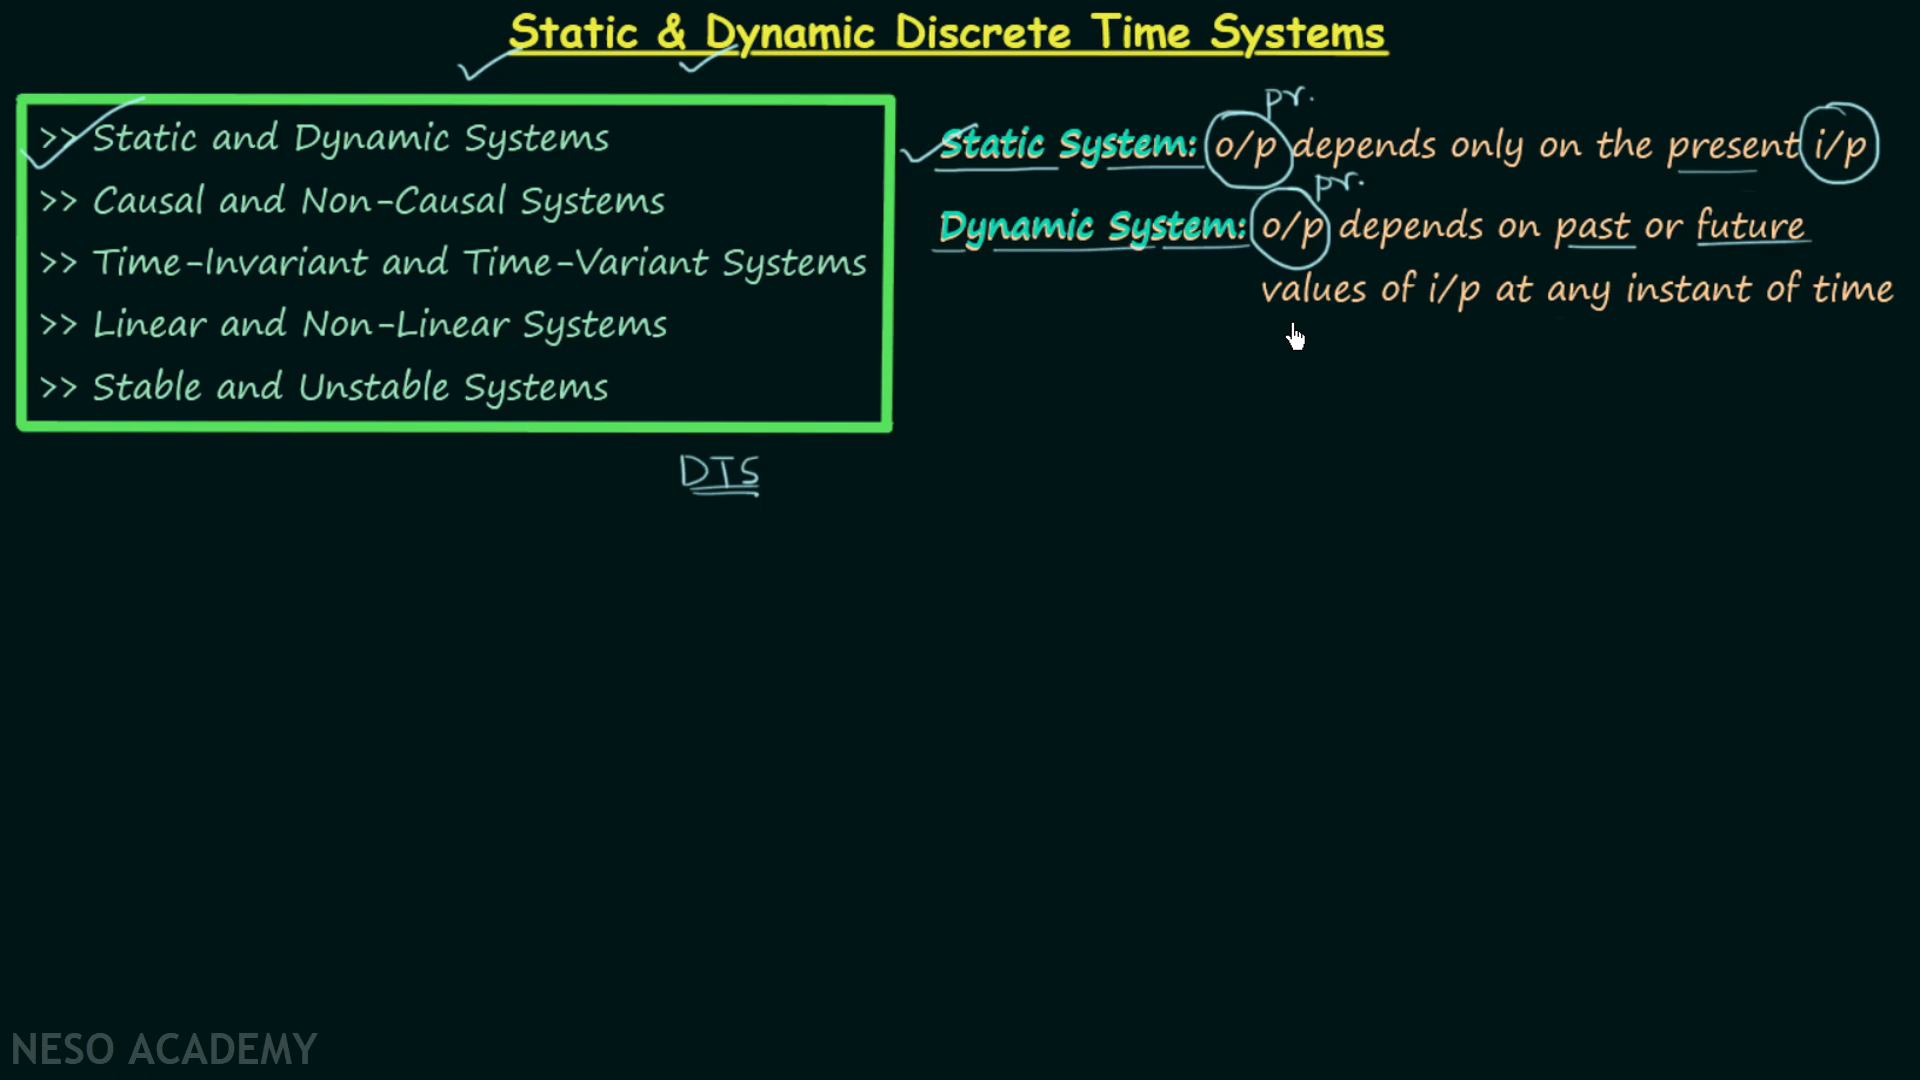 Static & Dynamic Discrete Time Systems
>> Static and Dynamic Systems
>> Causal and Non-Causal Systems
>> Time-Invariant and Time-Variant Systems
>> Linear and Non-Linear Systems
>> Stable and Unstable Systems
DTS
pr.
Static System: o/p depends only on the present i/p
pr.
Dynamic System: o/p depends on past or future
values of i/p at any instant of time
NESO ACADEMY